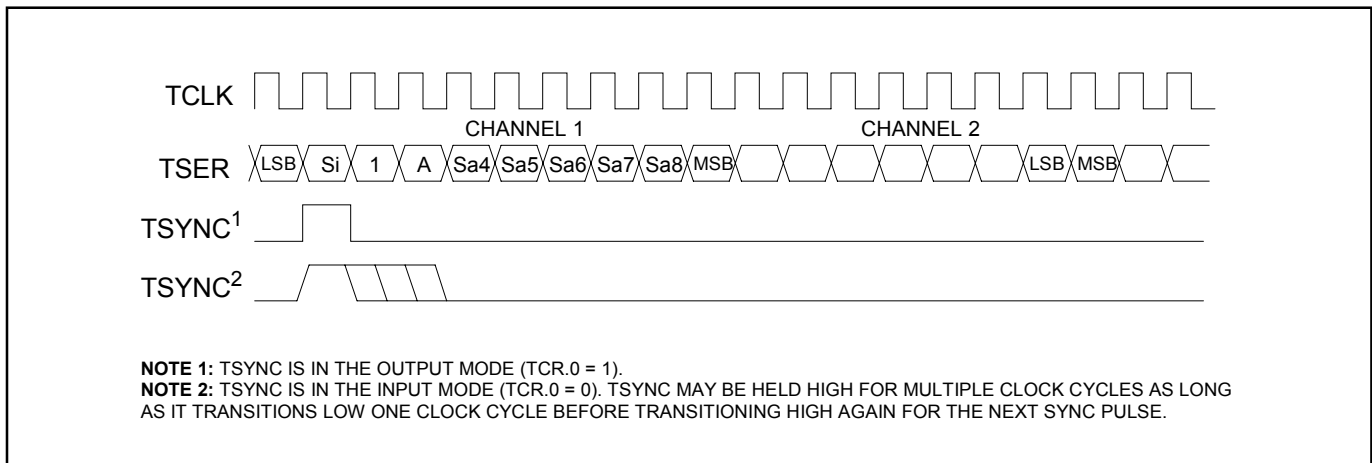 TCLK
CHANNEL 1 CHANNEL 2
TSER LSB Si 1 A Sa4 Sa5 Sa6 Sa7 Sa8 MSB LSB MSB
TSYNC1
TSYNC2
NOTE 1: TSYNC IS IN THE OUTPUT MODE (TCR.0 = 1).
NOTE 2: TSYNC IS IN THE INPUT MODE (TCR.0 = 0). TSYNC MAY BE HELD HIGH FOR MULTIPLE CLOCK CYCLES AS LONG
AS IT TRANSITIONS LOW ONE CLOCK CYCLE BEFORE TRANSITIONING HIGH AGAIN FOR THE NEXT SYNC PULSE.